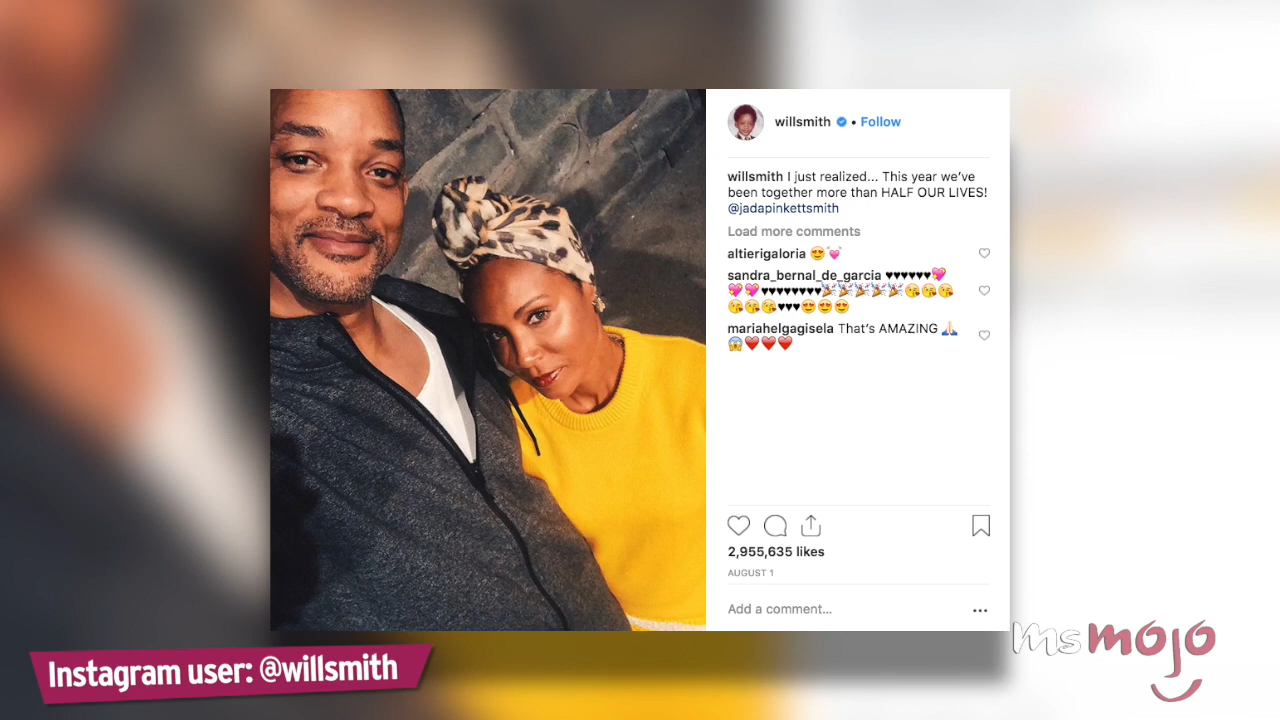 willsmith • Follow
willsmith I just realized... This year we've
been together more than HALF OUR LIVES!
@jadapinkettsmith
Load more comments
altierigaloria 😍💓
sandra_bernal_de_garcia ♥♥♥♥♥♥💖
💖💖♥♥♥♥♥♥♥♥♥🎉🎉🎉🎉🎉😘😘😘
😘😘😘♥♥♥😍😍😍
mariahelgagisela That's AMAZING 🙏🏻
😱❤️❤️❤️
2,955,635 likes
AUGUST 1
Add a comment...
Instagram user: @willsmith
msmojo